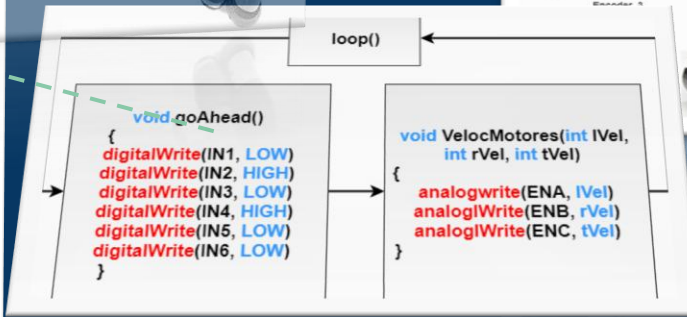 Encoder 2
loop()
void goAhead()
{
digitalWrite(IN1, LOW)
digitalWrite(IN2, HIGH)
digitalWrite(IN3, LOW)
digitalWrite(IN4, HIGH)
digitalWrite(IN5, LOW)
digitalWrite(IN6, LOW)
}
void VelocMotores(int lVel,
int rVel, int tVel)
{
analogwrite(ENA, lVel)
analoglWrite(ENB, rVel)
analoglWrite(ENC, tVel)
}